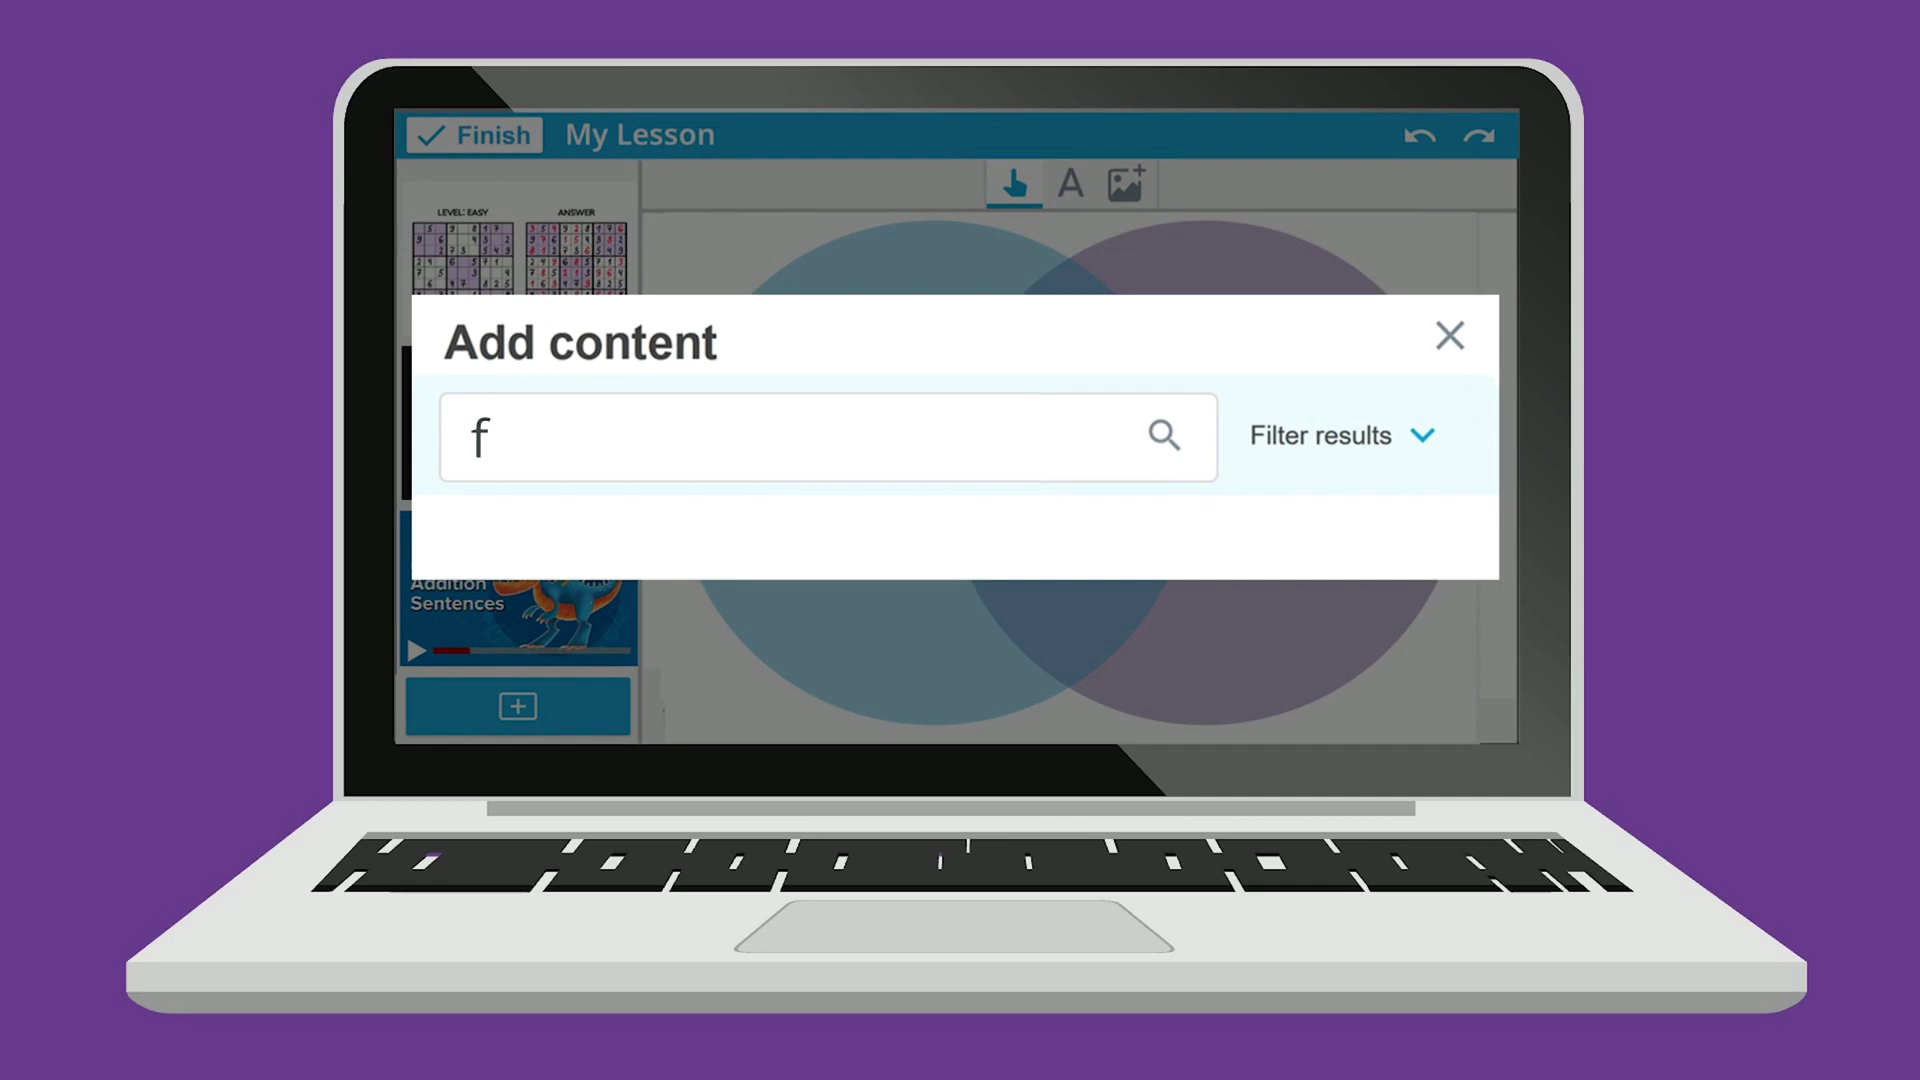 Finish
My Lesson
A
LEVEL: EASY
ANSWER
Add content
f
Filter results
Addition
Sentences